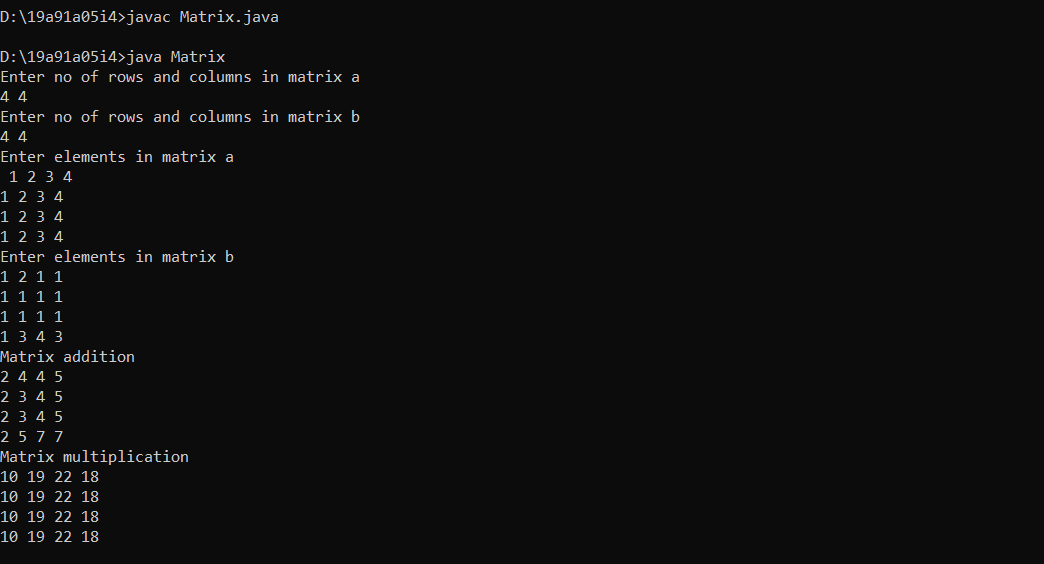 D:\19a91a05i4>javac Matrix.java
D:\19a91a05i4>java Matrix
Enter no of rows and columns in matrix a
4 4
Enter no of rows and columns in matrix b
4 4
Enter elements in matrix a
 1 2 3 4
1 2 3 4
1 2 3 4
1 2 3 4
Enter elements in matrix b
1 2 1 1
1 1 1 1
1 1 1 1
1 3 4 3
Matrix addition
2 4 4 5
2 3 4 5
2 3 4 5
2 5 7 7
Matrix multiplication
10 19 22 18
10 19 22 18
10 19 22 18
10 19 22 18